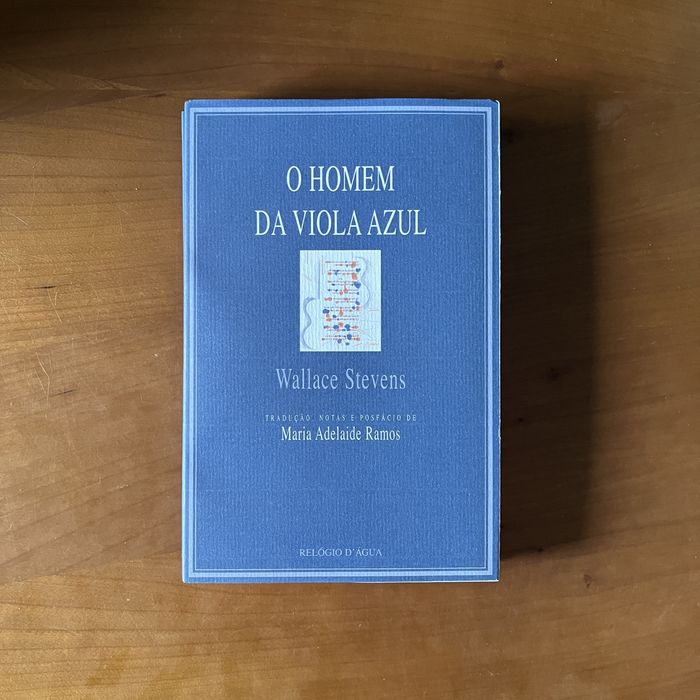 O HOMEM
DA VIOLA AZUL
Wallace Stevens
TRADUÇÃO, NOTAS E POSFÁCIO DE
Maria Adelaide Ramos
RELÓGIO D'ÁGUA